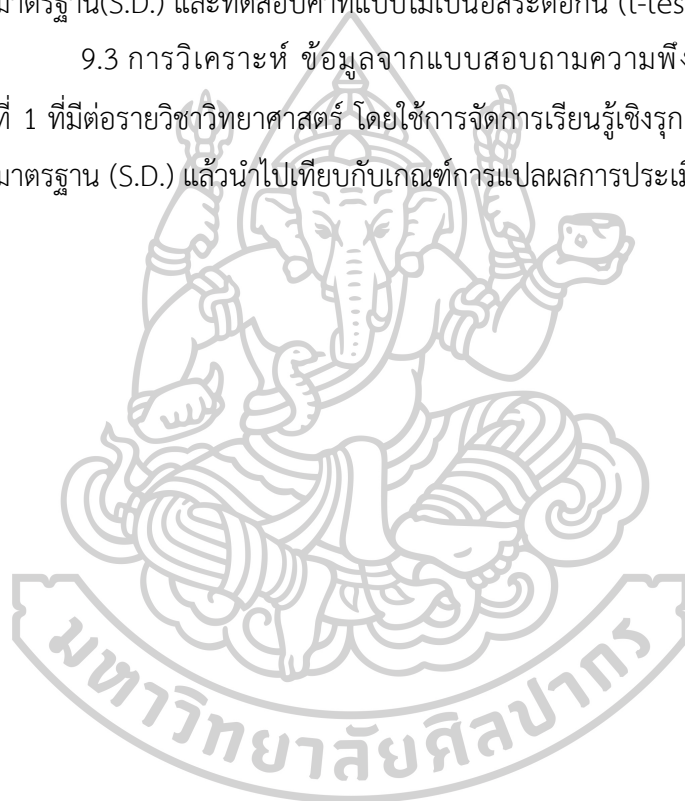 มาตรฐาน(S.D.) และทดสอบค่าทีแบบไม่เป็นอิสระต่อกัน (t-tes
9.3 การวิเคราะห์ ข้อมูลจากแบบสอบถามความพึง
ที่ 1 ที่มีต่อรายวิชาวิทยาศาสตร์ โดยใช้การจัดการเรียนรู้เชิงรุก
มาตรฐาน (S.D.) แล้วนำไปเทียบกับเกณฑ์การแปลผลการประเมิ
มหาวิทยาลัยศิลปากร